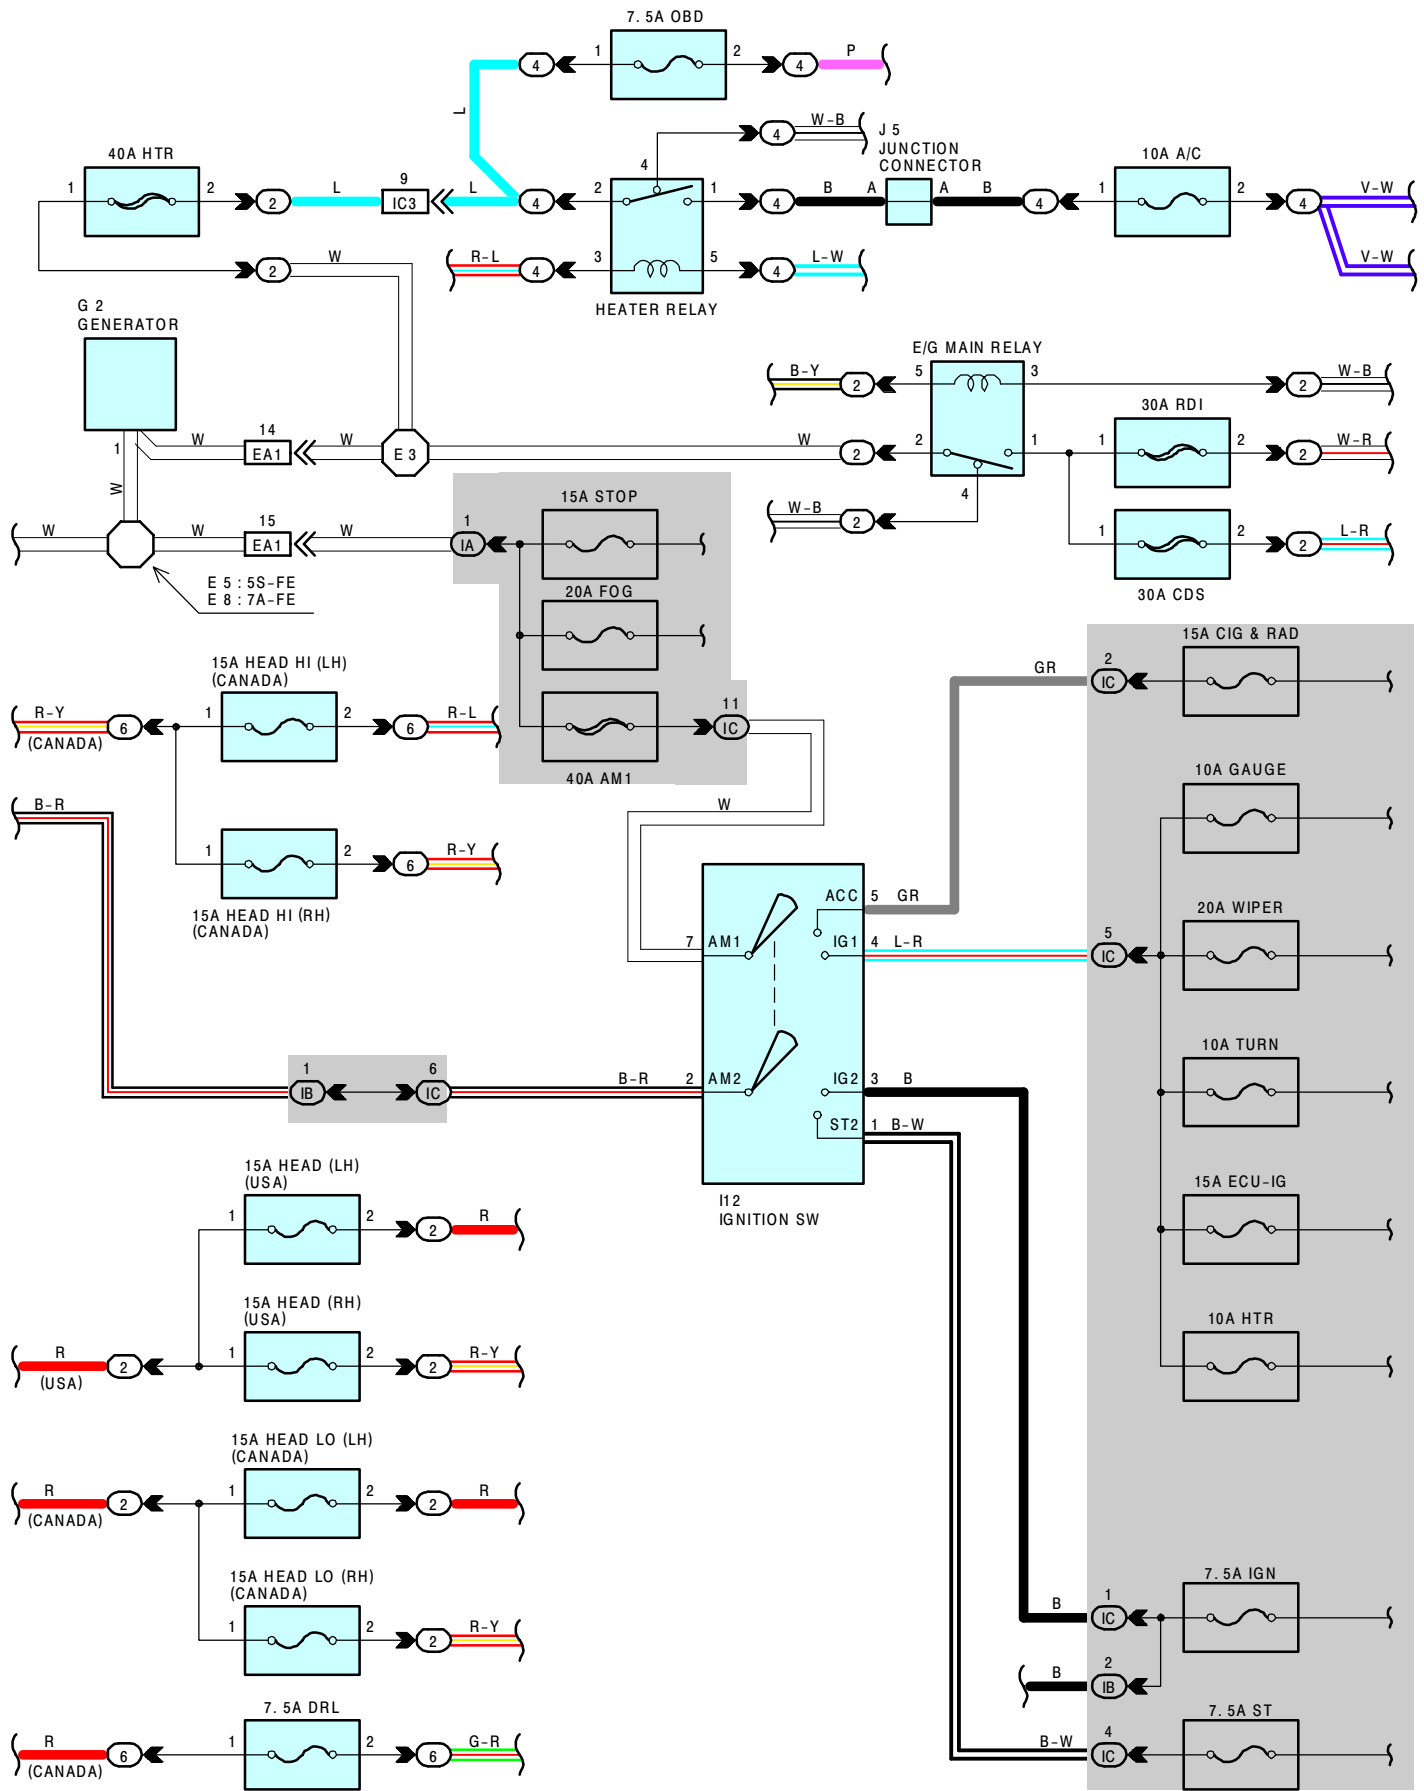 7. 5A OBD
1 2
4 4 P
L
W-B
4
J 5
JUNCTION
CONNECTOR
40A HTR
9
4
10A A/C
1 2 2 L IC3 L 4 2 1 4 B A A B 4 1 2 4 V-W
V-W
2 W
R-L 4 3 5 4 L-W
HEATER RELAY
G 2
GENERATOR
E/G MAIN RELAY
B-Y 2 5 3 2 W-B
30A RDI
14
1 W EA1 W E 3 W 2 2 1 1 2 2 W-R
W
4
15A STOP
W-B 2
15 1
W W EA1 W IA
1 2 2 L-R
30A CDS
E 5 : 5S-FE
E 8 : 7A-FE
20A FOG
15A CIG & RAD
15A HEAD HI (LH)
(CANADA)
GR 2
IC
R-Y 6 1 2 6 R-L
(CANADA)
11
IC
40A AM1
10A GAUGE
B-R
W
1 2 6 R-Y
15A HEAD HI (RH)
(CANADA)
ACC 5 GR
20A WIPER
7 AM1 IG1 4 L-R 5
IC
10A TURN
1 6
IB IC B-R 2 AM2 IG2 3 B
ST2 1 B-W
15A HEAD (LH)
(USA)
I12
IGNITION SW
15A ECU-IG
1 2 2 R
15A HEAD (RH)
(USA)
10A HTR
R 2 1 2 2 R-Y
(USA)
15A HEAD LO (LH)
(CANADA)
R 2 1 2 2 R
(CANADA)
15A HEAD LO (RH)
(CANADA)
7. 5A IGN
B 1
IC
1 2 2 R-Y
B 2
IB
7. 5A DRL
7. 5A ST
R 6 1 2 6 G-R
(CANADA)
B-W 4
IC